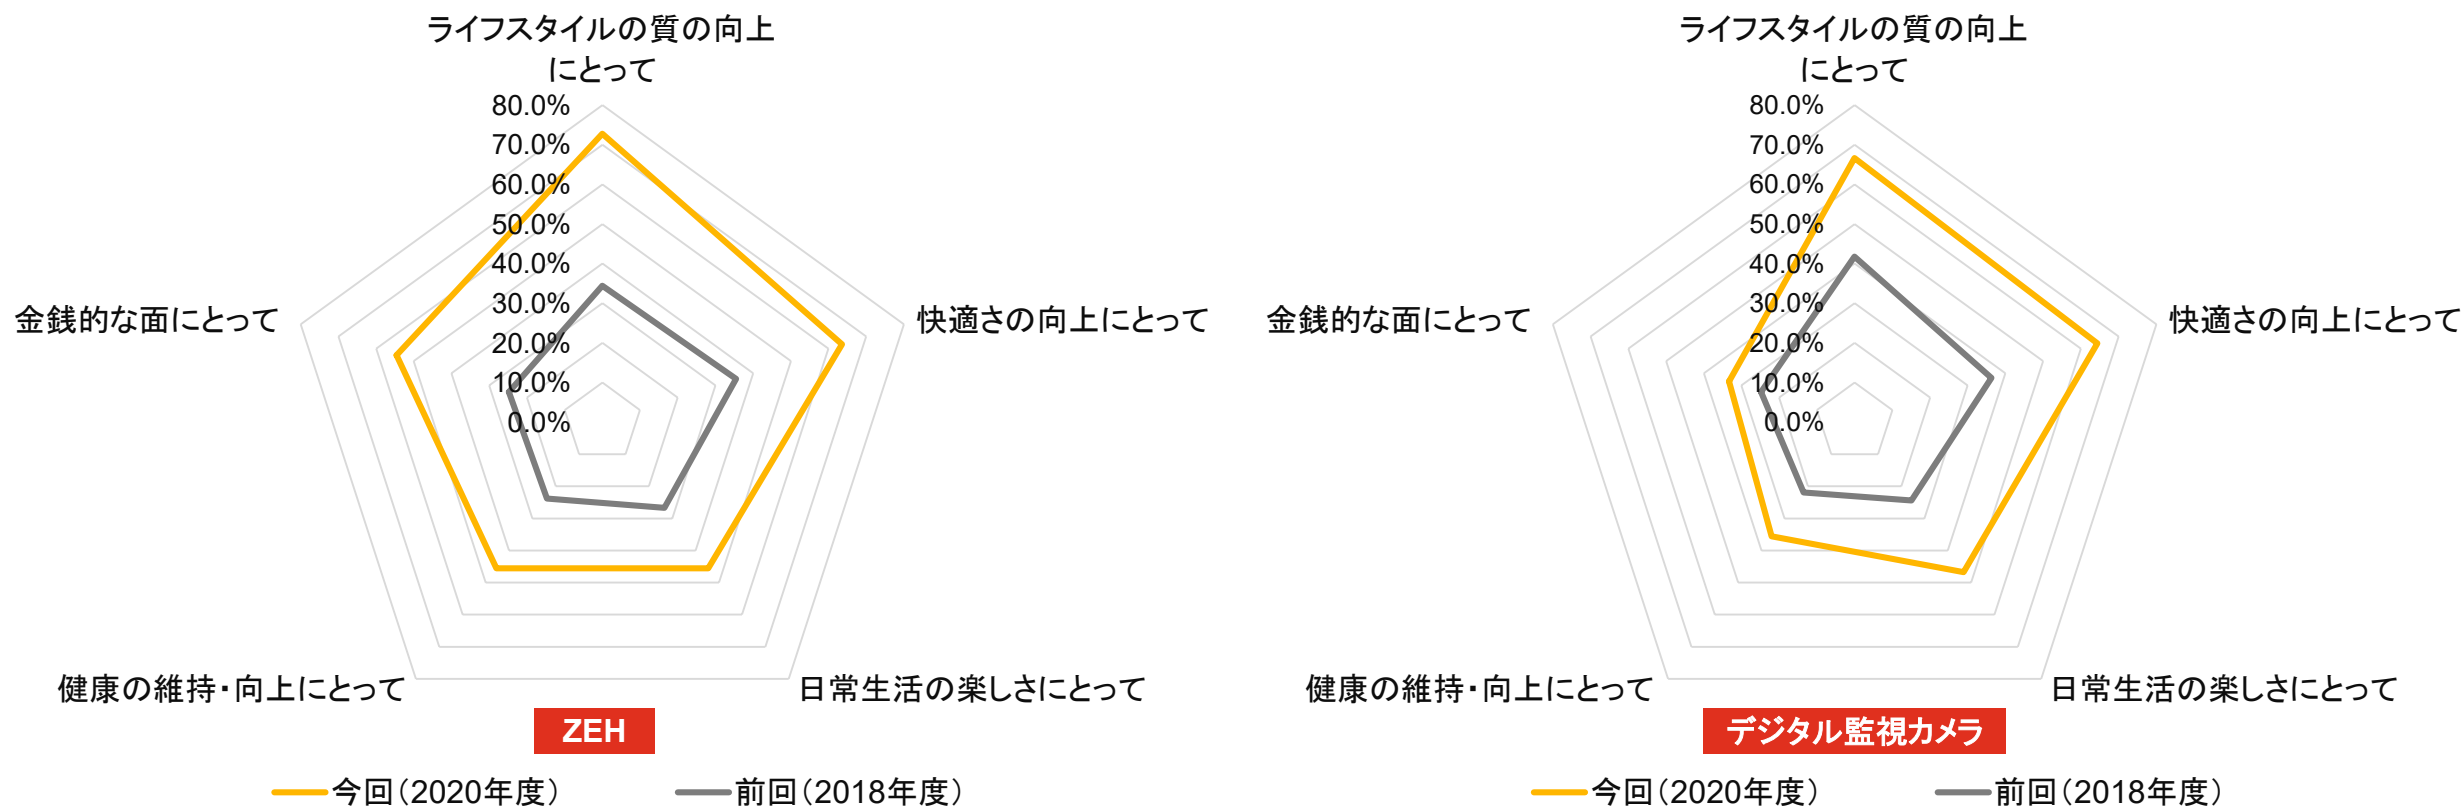 ライフスタイルの質の向上
にとって
80.0%
70.0%
60.0%
50.0%
40.0%
30.0%
20.0%
10.0%
0.0%
快適さの向上にとって
日常生活の楽しさにとって
健康の維持・向上にとって
金銭的な面にとって
ZEH
今回（2020年度）
前回（2018年度）
ライフスタイルの質の向上
にとって
80.0%
70.0%
60.0%
50.0%
40.0%
30.0%
20.0%
10.0%
0.0%
快適さの向上にとって
日常生活の楽しさにとって
健康の維持・向上にとって
金銭的な面にとって
デジタル監視カメラ
今回（2020年度）
前回（2018年度）